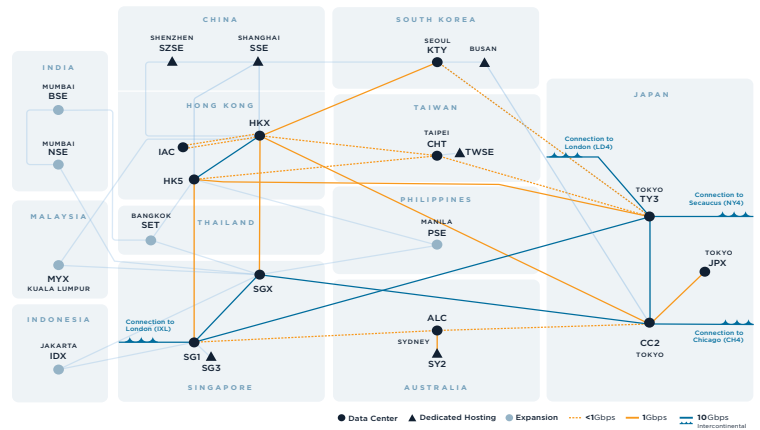 CHINA
SOUTH KOREA
SHENZHEN
SZSE
SHANGHAI
SSE
SEOUL
KTY
BUSAN
INDIA
MUMBAI
BSE
MUMBAI
NSE
HONG KONG
HKX
IAC
HK5
TAIWAN
TAIPEI
CHT
TWSE
JAPAN
Connection to
London (LD4)
TOKYO
TY3
Connection to
Secaucus (NY4)
TOKYO
JPX
MALAYSIA
MYX
KUALA LUMPUR
BANGKOK
SET
THAILAND
PHILIPPINES
MANILA
PSE
SGX
INDONESIA
JAKARTA
IDX
Connection to
London (IXL)
SG1
SG3
SINGAPORE
ALC
SYDNEY
SY2
AUSTRALIA
CC2
TOKYO
Connection to
Chicago (CH4)
Data Center
Dedicated Hosting
Expansion
<1Gbps
1Gbps
10Gbps
Intercontinental